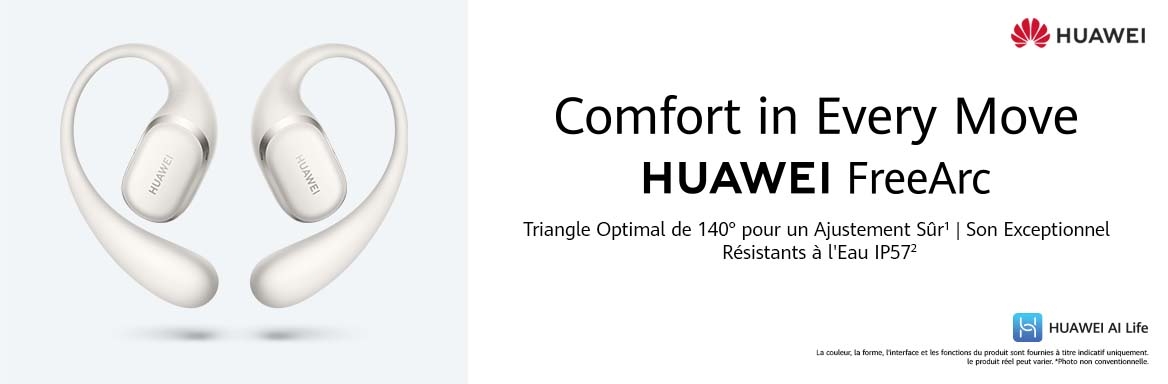 HUAWEI
HUAWEI
HUAWEI
Comfort in Every Move
HUAWEI FreeArc
Triangle Optimal de 140° pour un Ajustement Sûr¹ | Son Exceptionnel
Résistants à l'Eau IP57²
HUAWEI AI Life
La couleur, la forme, l'interface et les fonctions du produit sont fournies à titre indicatif uniquement.
le produit réel peut varier. *Photo non conventionnelle.